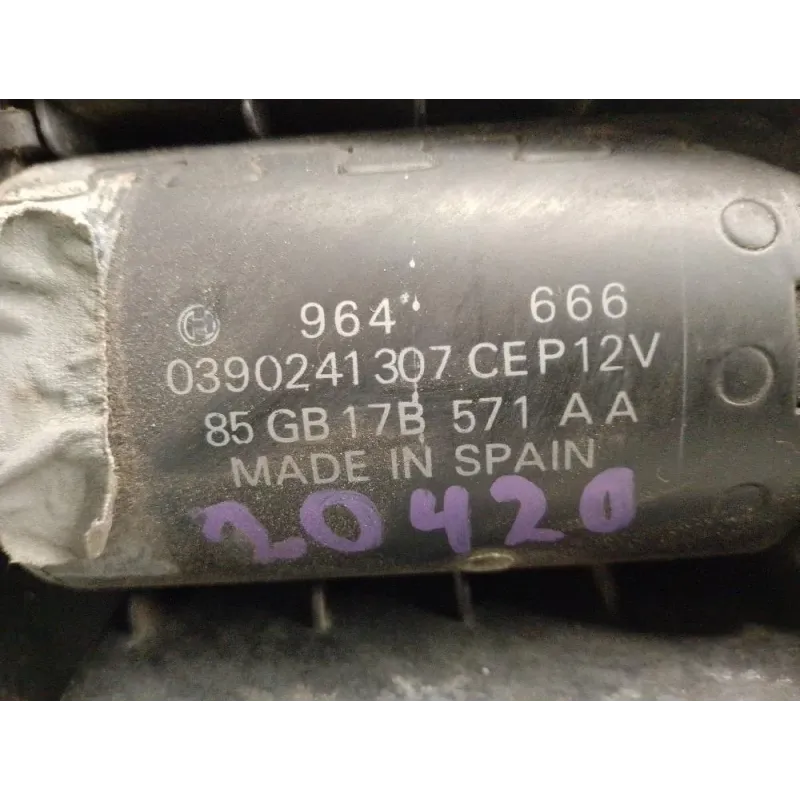 964 666
0390241307 CEP12V
85 GB 17B 571 AA
MADE IN SPAIN
20420